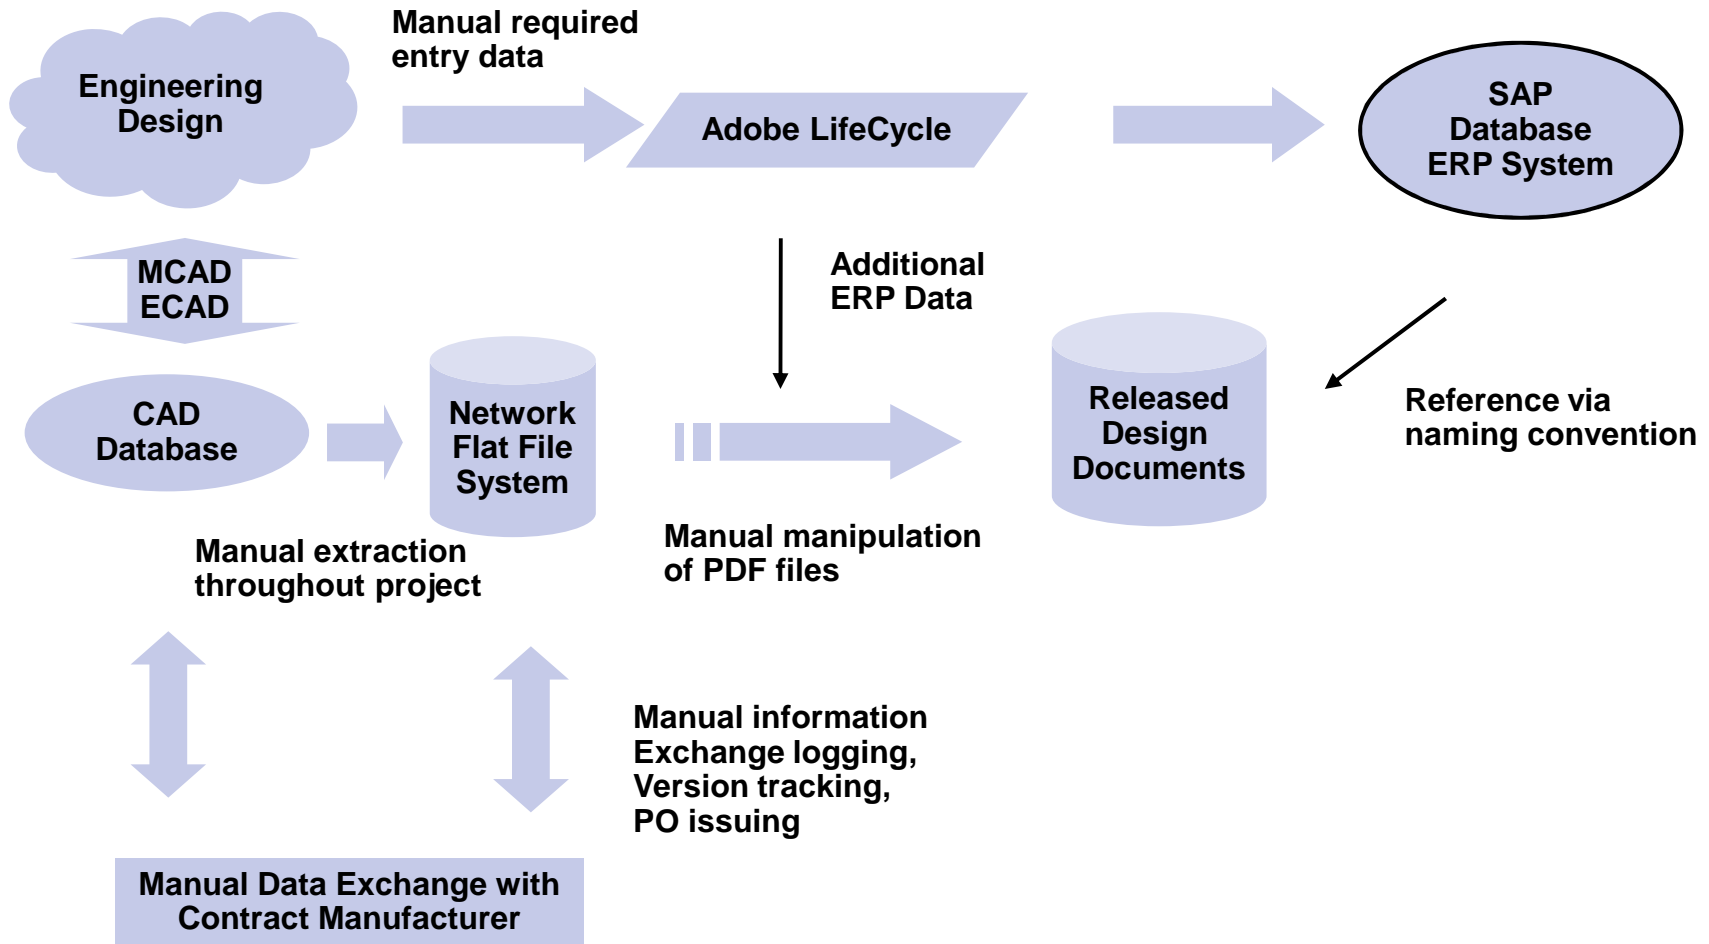 Manual required
entry data
Engineering
Design
Adobe LifeCycle
SAP
Database
ERP System
MCAD
ECAD
Additional
ERP Data
CAD
Database
Network
Flat File
System
Released
Design
Documents
Reference via
naming convention
Manual extraction
throughout project
Manual manipulation
of PDF files
Manual information
Exchange logging,
Version tracking,
PO issuing
Manual Data Exchange with
Contract Manufacturer